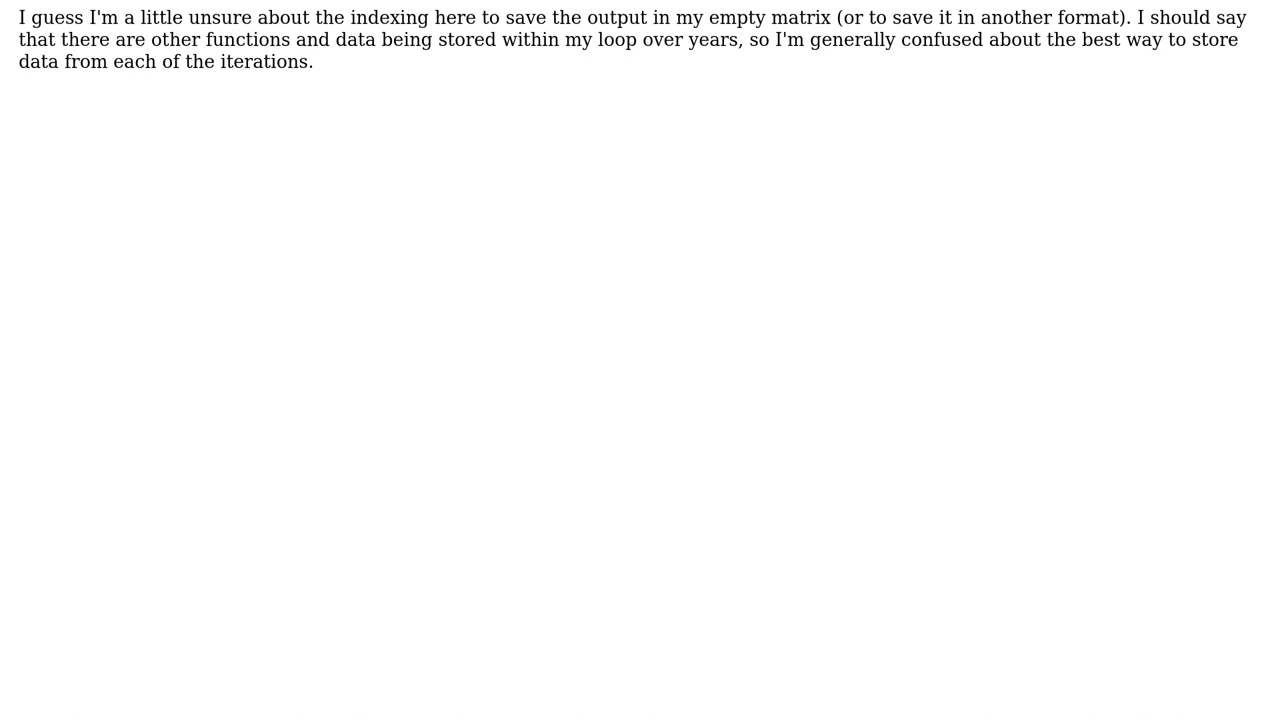 I guess I'm a little unsure about the indexing here to save the output in my empty matrix (or to save it in another format). I should say
that there are other functions and data being stored within my loop over years, so I'm generally confused about the best way to store
data from each of the iterations.